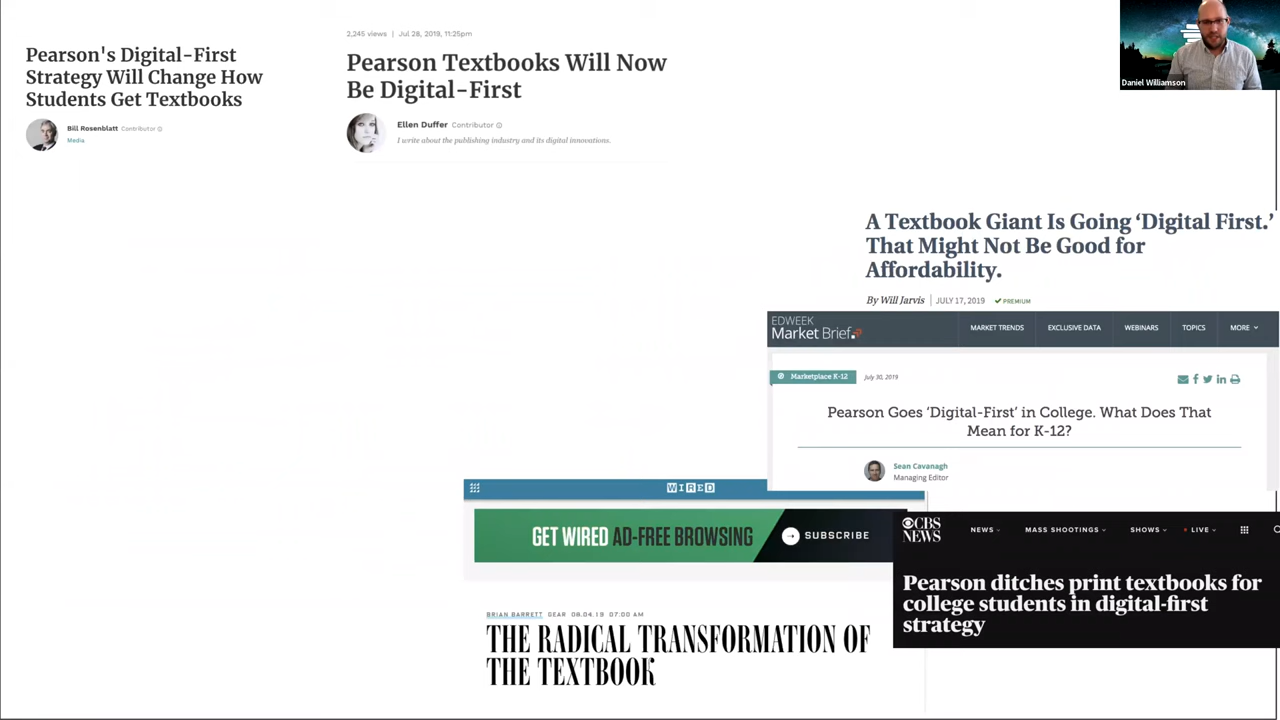 Pearson's Digital-First
Strategy Will Change How
Students Get Textbooks
Bill Rosenblatt Contributor
Media
2,245 views | Jul 28, 2019, 11:25pm
Pearson Textbooks Will Now
Be Digital-First
Ellen Duffer Contributor
I write about the publishing industry and its digital innovations.
Daniel Williamson
A Textbook Giant Is Going ‘Digital First.’
That Might Not Be Good for
Affordability.
By Will Jarvis | JULY 17, 2019 ✔ PREMIUM
EDWEEK
Market Brief
MARKET TRENDS EXCLUSIVE DATA WEBINARS TOPICS MORE
Marketplace K-12 July 30, 2019
Pearson Goes ‘Digital-First’ in College. What Does That
Mean for K-12?
Sean Cavanagh
Managing Editor
WIRED
GET WIRED AD-FREE BROWSING SUBSCRIBE
BRIAN BARRETT GEAR 08.04.19 07:00 AM
THE RADICAL TRANSFORMATION OF
THE TEXTBOOK
CBS
NEWS
NEWS MASS SHOOTINGS SHOWS LIVE
Pearson ditches print textbooks for
college students in digital-first
strategy